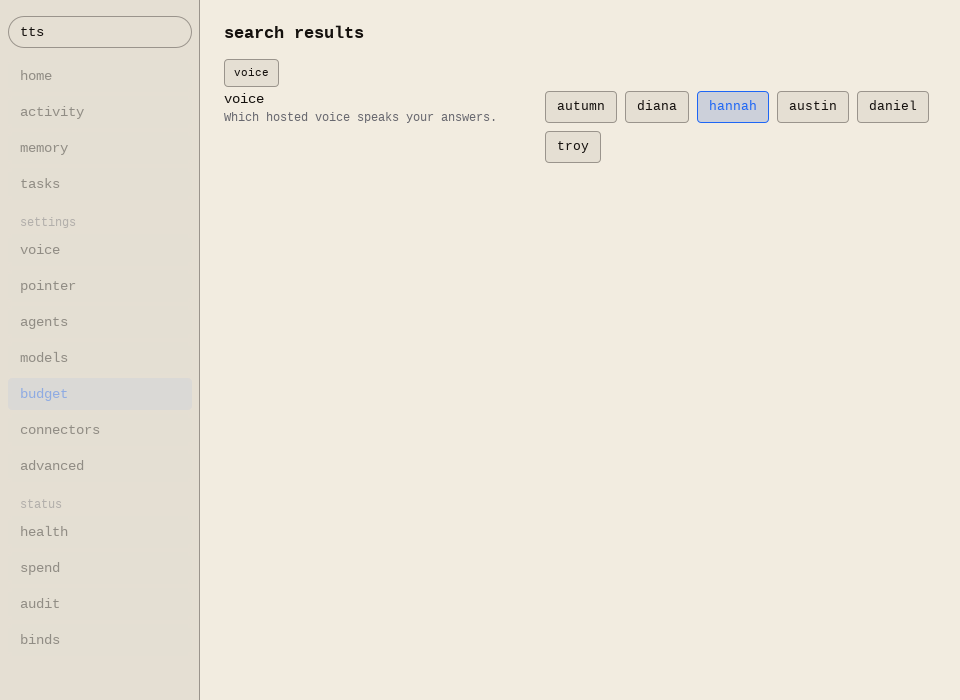 tts
home
activity
memory
tasks
settings
voice
pointer
agents
models
budget
connectors
advanced
status
health
spend
audit
binds
search results
voice
voice
Which hosted voice speaks your answers.
autumn diana hannah austin daniel
troy